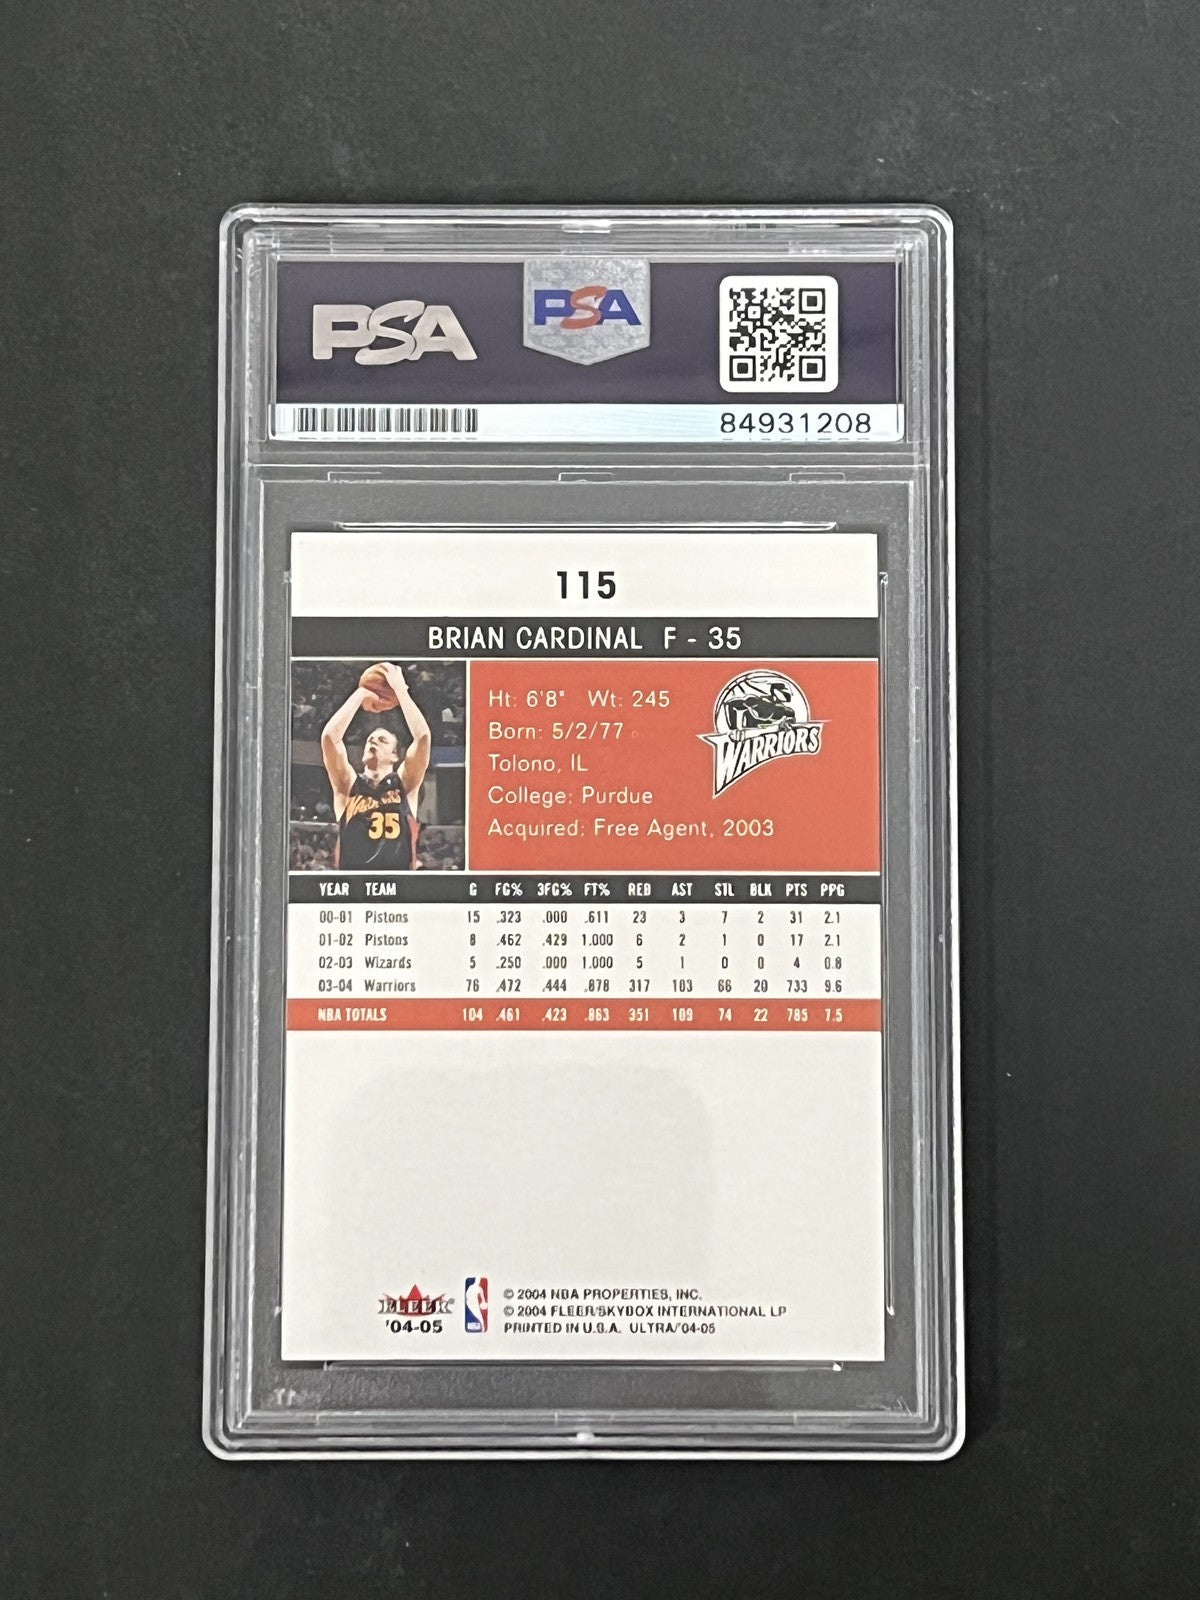 PSA PSA
84931208
115
BRIAN CARDINAL F - 35
Ht: 6'8" Wt: 245
Born: 5/2/77
Tolono, IL
College: Purdue
Acquired: Free Agent, 2003
WARRIORS
WARRIORS
35
YEAR TEAM G FG% 3FG% FT% REB AST STL BLK PTS PPG
00-01 Pistons 15 .323 .000 .611 23 3 7 2 31 2.1
01-02 Pistons 8 .462 .429 1.000 6 2 1 0 17 2.1
02-03 Wizards 5 .250 .000 1.000 5 1 0 0 4 0.8
03-04 Warriors 76 .472 .444 .878 317 103 66 20 733 9.6
NBA TOTALS 104 .461 .423 .863 351 109 74 22 785 7.5
FLEER
'04-05
© 2004 NBA PROPERTIES, INC.
© 2004 FLEER/SKYBOX INTERNATIONAL LP
PRINTED IN U.S.A. ULTRA/'04-05